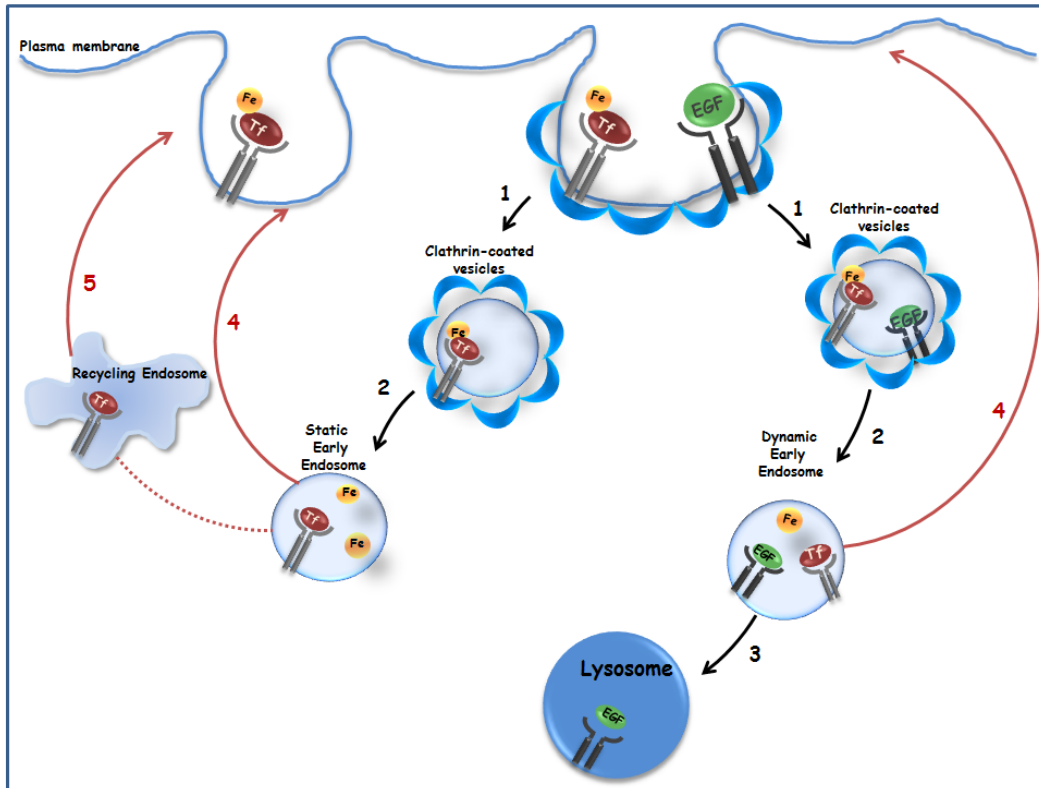 Plasma membrane
Fe
Tf
Fe
Tf
EGF
1
1
Clathrin-coated
vesicles
Clathrin-coated
vesicles
Fe
Tf
EGF
5
4
Fe
Tf
2
Recycling Endosome
Tf
4
2
Static
Early
Endosome
Dynamic
Early
Endosome
Fe
Tf
Fe
Fe
EGF
Tf
3
Lysosome
EGF